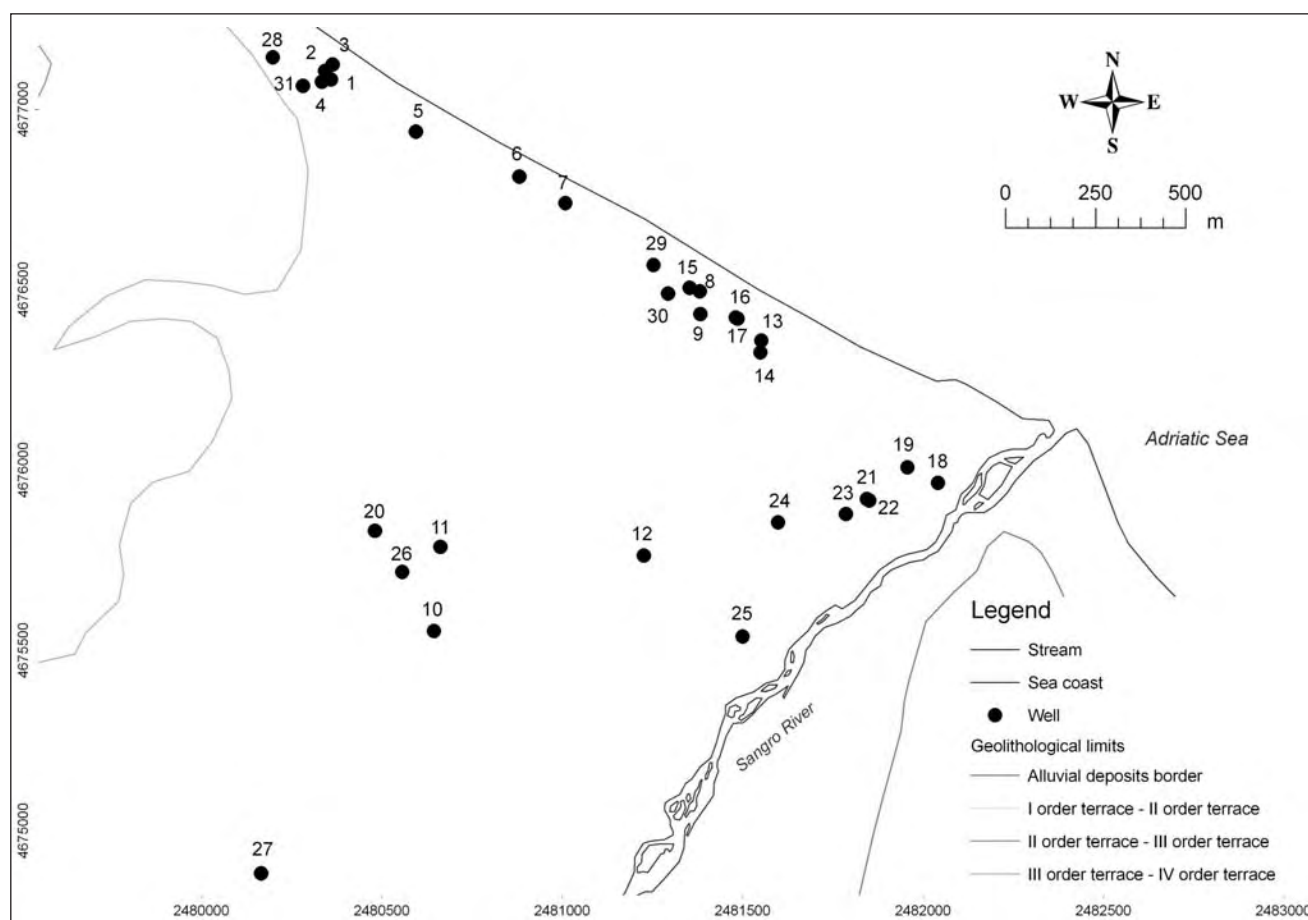 28
2
3
31
4
1
5
6
7
29
15
8
30
9
16
17
13
14
19
18
21
22
23
24
20
11
26
10
12
25
27
N
W E
S
0 250 500
m
Adriatic Sea
Sangro River
Legend
Stream
Sea coast
Well
Geolithological limits
Alluvial deposits border
I order terrace - II order terrace
II order terrace - III order terrace
III order terrace - IV order terrace
4677000
4676500
4676000
4675500
4675000
2480000 2480500 2481000 2481500 2482000 2482500 2483000